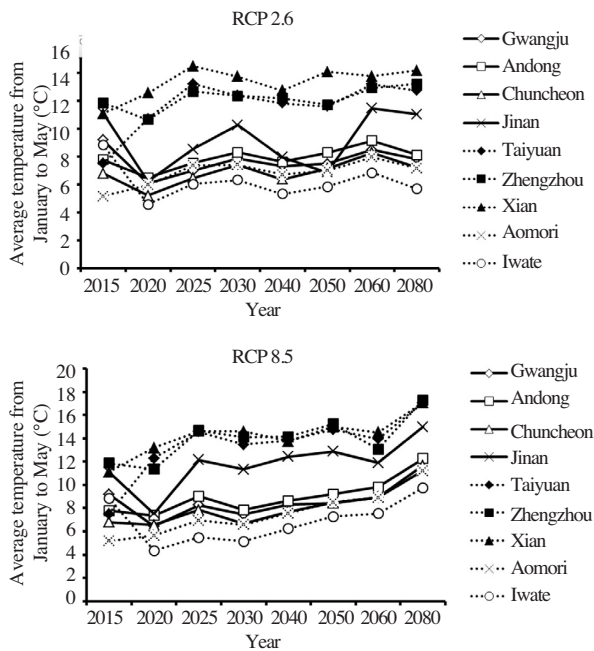 RCP 2.6
Average temperature from
January to May (°C)
16
14
12
10
8
6
4
2
0
2015 2020 2025 2030 2040 2050 2060 2080
Year
Gwangju
Andong
Chuncheon
Jinan
Taiyuan
Zhengzhou
Xian
Aomori
Iwate
RCP 8.5
Average temperature from
January to May (°C)
20
18
16
14
12
10
8
6
4
2
0
2015 2020 2025 2030 2040 2050 2060 2080
Year
Gwangju
Andong
Chuncheon
Jinan
Taiyuan
Zhengzhou
Xian
Aomori
Iwate